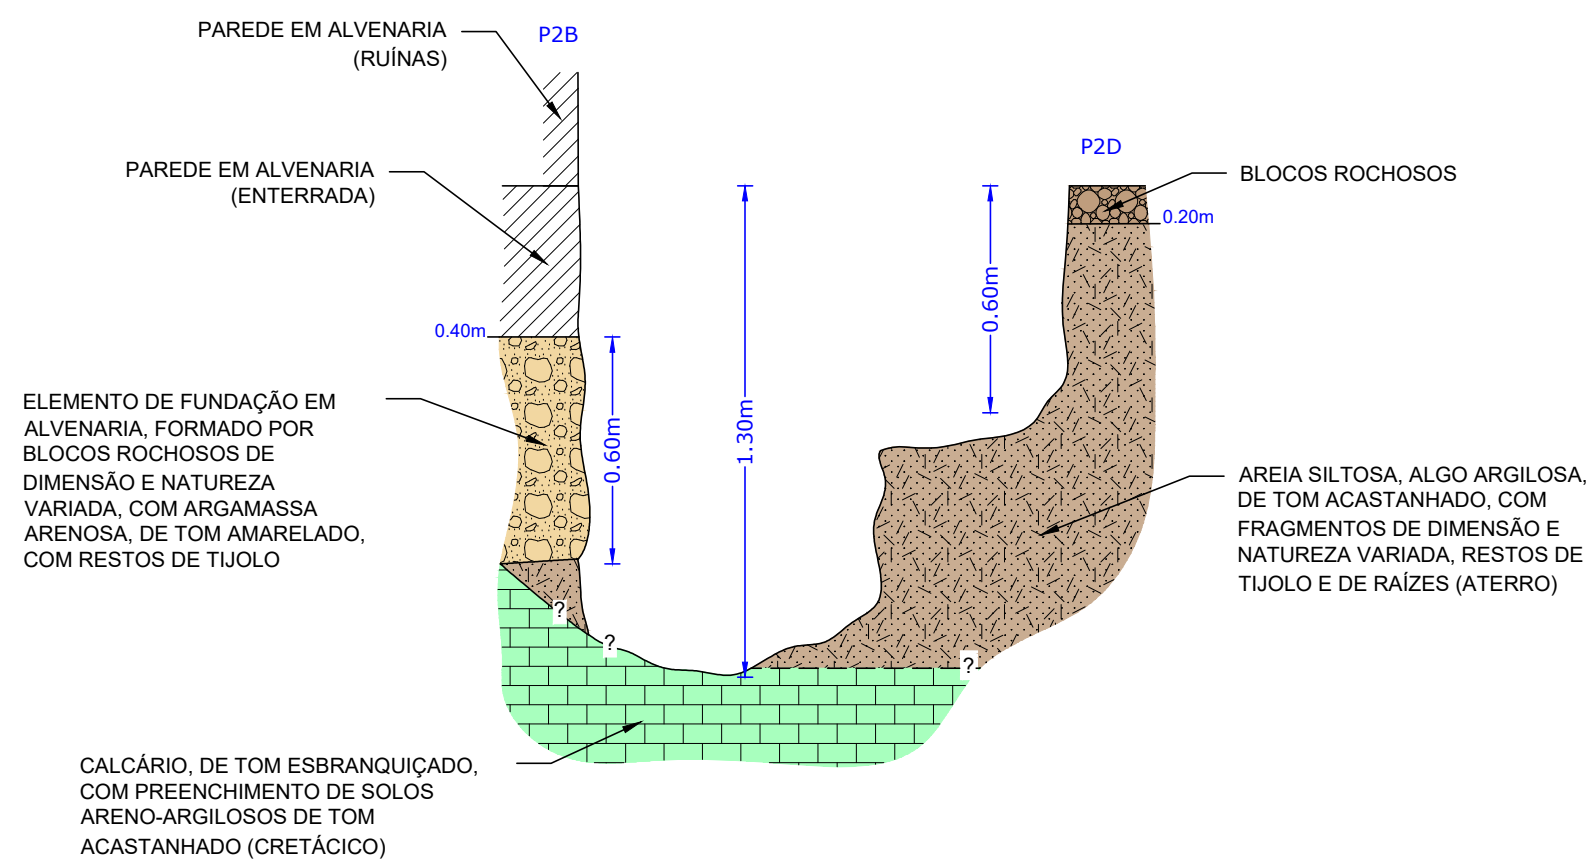 PAREDE EM ALVENARIA
(RUÍNAS)
P2B
PAREDE EM ALVENARIA
(ENTERRADA)
P2D
BLOCOS ROCHOSOS
0.20m
0.60m
1.30m
0.40m
0.60m
ELEMENTO DE FUNDAÇÃO EM
ALVENARIA, FORMADO POR
BLOCOS ROCHOSOS DE
DIMENSÃO E NATUREZA
VARIADA, COM ARGAMASSA
ARENOSA, DE TOM AMARELADO,
COM RESTOS DE TIJOLO
AREIA SILTOSA, ALGO ARGILOSA,
DE TOM ACASTANHADO, COM
FRAGMENTOS DE DIMENSÃO E
NATUREZA VARIADA, RESTOS DE
TIJOLO E DE RAÍZES (ATERRO)
?
?
?
CALCÁRIO, DE TOM ESBRANQUIÇADO,
COM PREENCHIMENTO DE SOLOS
ARENO-ARGILOSOS DE TOM
ACASTANHADO (CRETÁCICO)